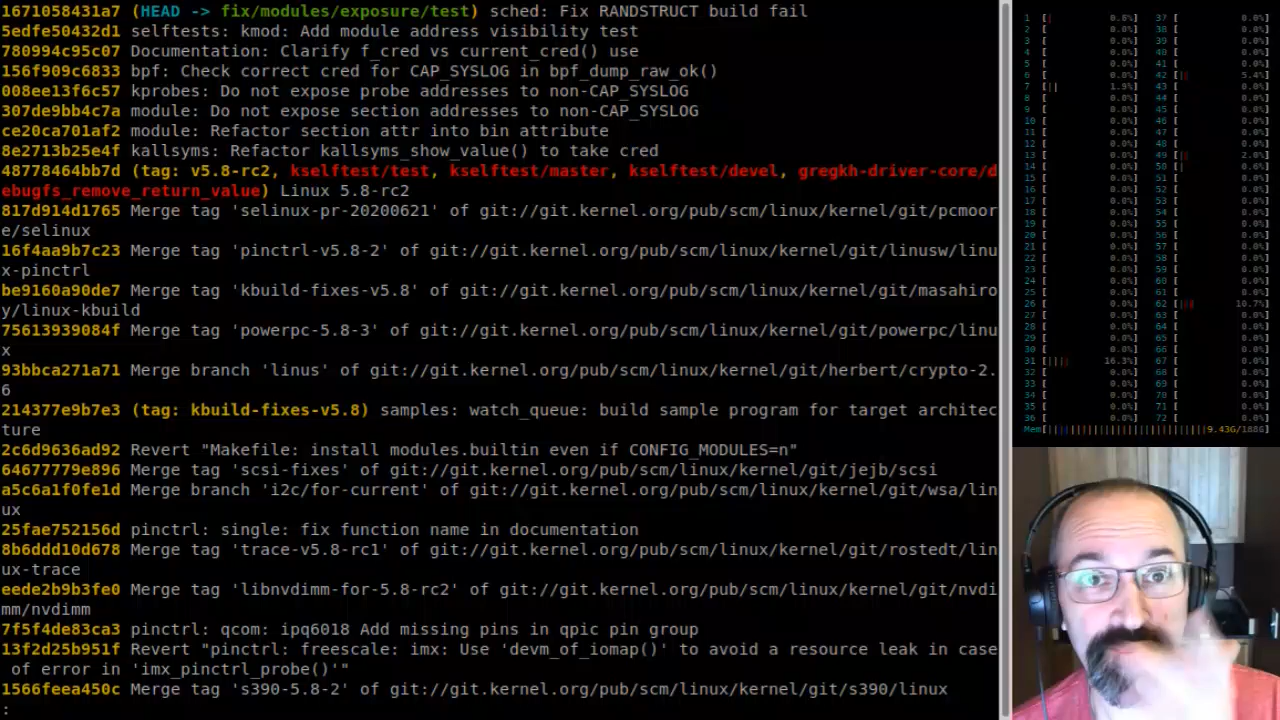 1671058431a7 (HEAD -> fix/modules/exposure/test) sched: Fix RANDSTRUCT build fail
5edfe50432d1 selftests: kmod: Add module address visibility test
780994c95c07 Documentation: Clarify f_cred vs current_cred() use
156f909c6833 bpf: Check correct cred for CAP_SYSLOG in bpf_dump_raw_ok()
008ee13f6c57 kprobes: Do not expose probe addresses to non-CAP_SYSLOG
307de9bb4c7a module: Do not expose section addresses to non-CAP_SYSLOG
ce20ca701af2 module: Refactor section attr into bin attribute
8e2713b25e4f kallsyms: Refactor kallsyms_show_value() to take cred
48778464bb7d (tag: v5.8-rc2, kselftest/test, kselftest/master, kselftest/devel, gregkh-driver-core/d
ebugfs_remove_return_value) Linux 5.8-rc2
817d914d1765 Merge tag 'selinux-pr-20200621' of git://git.kernel.org/pub/scm/linux/kernel/git/pcmoor
e/selinux
16f4aa9b7c23 Merge tag 'pinctrl-v5.8-2' of git://git.kernel.org/pub/scm/linux/kernel/git/linusw/linu
x-pinctrl
be9160a90de7 Merge tag 'kbuild-fixes-v5.8' of git://git.kernel.org/pub/scm/linux/kernel/git/masahiro
y/linux-kbuild
75613939084f Merge tag 'powerpc-5.8-3' of git://git.kernel.org/pub/scm/linux/kernel/git/powerpc/linu
x
93bbca271a71 Merge branch 'linus' of git://git.kernel.org/pub/scm/linux/kernel/git/herbert/crypto-2.
6
214377e9b7e3 (tag: kbuild-fixes-v5.8) samples: watch_queue: build sample program for target architec
ture
2c6d9636ad92 Revert "Makefile: install modules.builtin even if CONFIG_MODULES=n"
64677779e896 Merge tag 'scsi-fixes' of git://git.kernel.org/pub/scm/linux/kernel/git/jejb/scsi
a5c6a1f0fe1d Merge branch 'i2c/for-current' of git://git.kernel.org/pub/scm/linux/kernel/git/wsa/lin
ux
25fae752156d pinctrl: single: fix function name in documentation
8b6ddd10d678 Merge tag 'trace-v5.8-rc1' of git://git.kernel.org/pub/scm/linux/kernel/git/rostedt/lin
ux-trace
eede2b9b3fe0 Merge tag 'libnvdimm-for-5.8-rc2' of git://git.kernel.org/pub/scm/linux/kernel/git/nvdi
mm/nvdimm
7f5f4de83ca3 pinctrl: qcom: ipq6018 Add missing pins in qpic pin group
13f2d25b951f Revert "pinctrl: freescale: imx: Use 'devm_of_iomap()' to avoid a resource leak in case
of error in 'imx_pinctrl_probe()'"
1566feea450c Merge tag 's390-5.8-2' of git://git.kernel.org/pub/scm/linux/kernel/git/s390/linux
:
Mem[ 9.43G/188G]